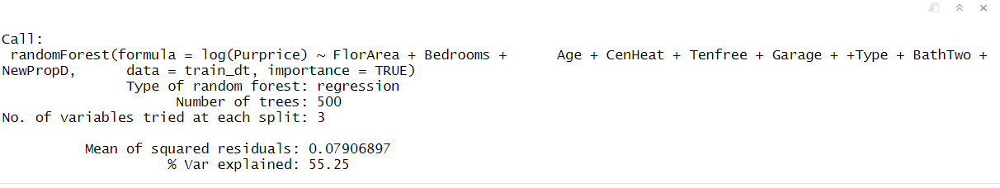 Call:
 randomForest(formula = log(Purprice) ~ FlorArea + Bedrooms +      Age + CenHeat + Tenfree + Garage + +Type + BathTwo +
NewPropD,      data = train_dt, importance = TRUE)
               Type of random forest: regression
                     Number of trees: 500
No. of variables tried at each split: 3

          Mean of squared residuals: 0.07906897
                    % Var explained: 55.25